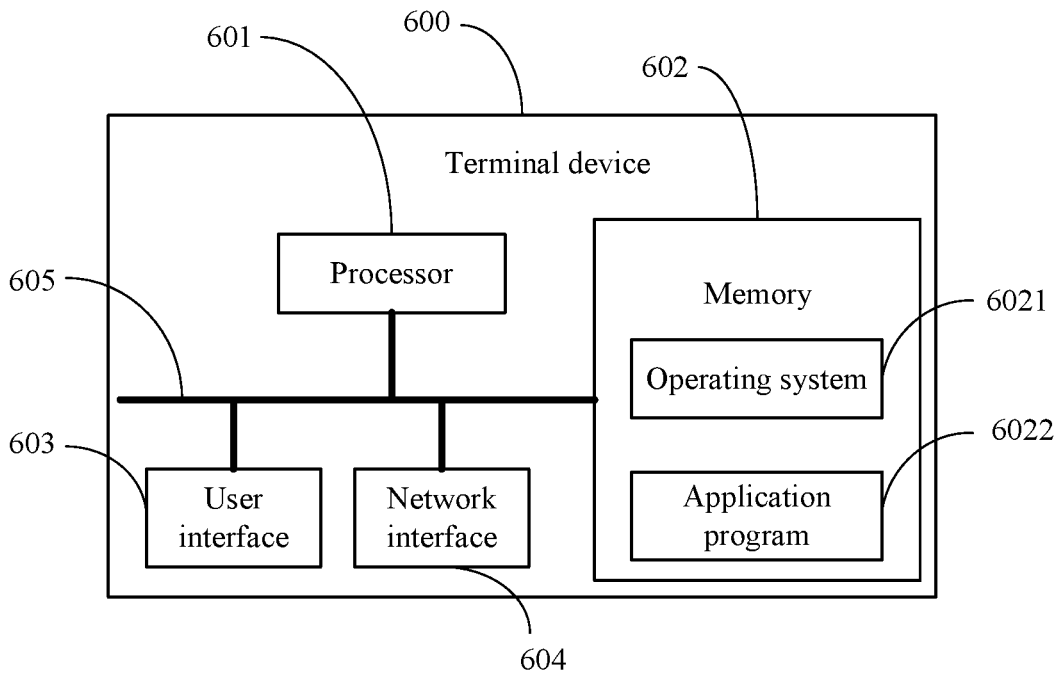 600
601
602
Terminal device
Processor
605
Memory
6021
Operating system
6022
603
User
interface
Network
interface
Application
program
604